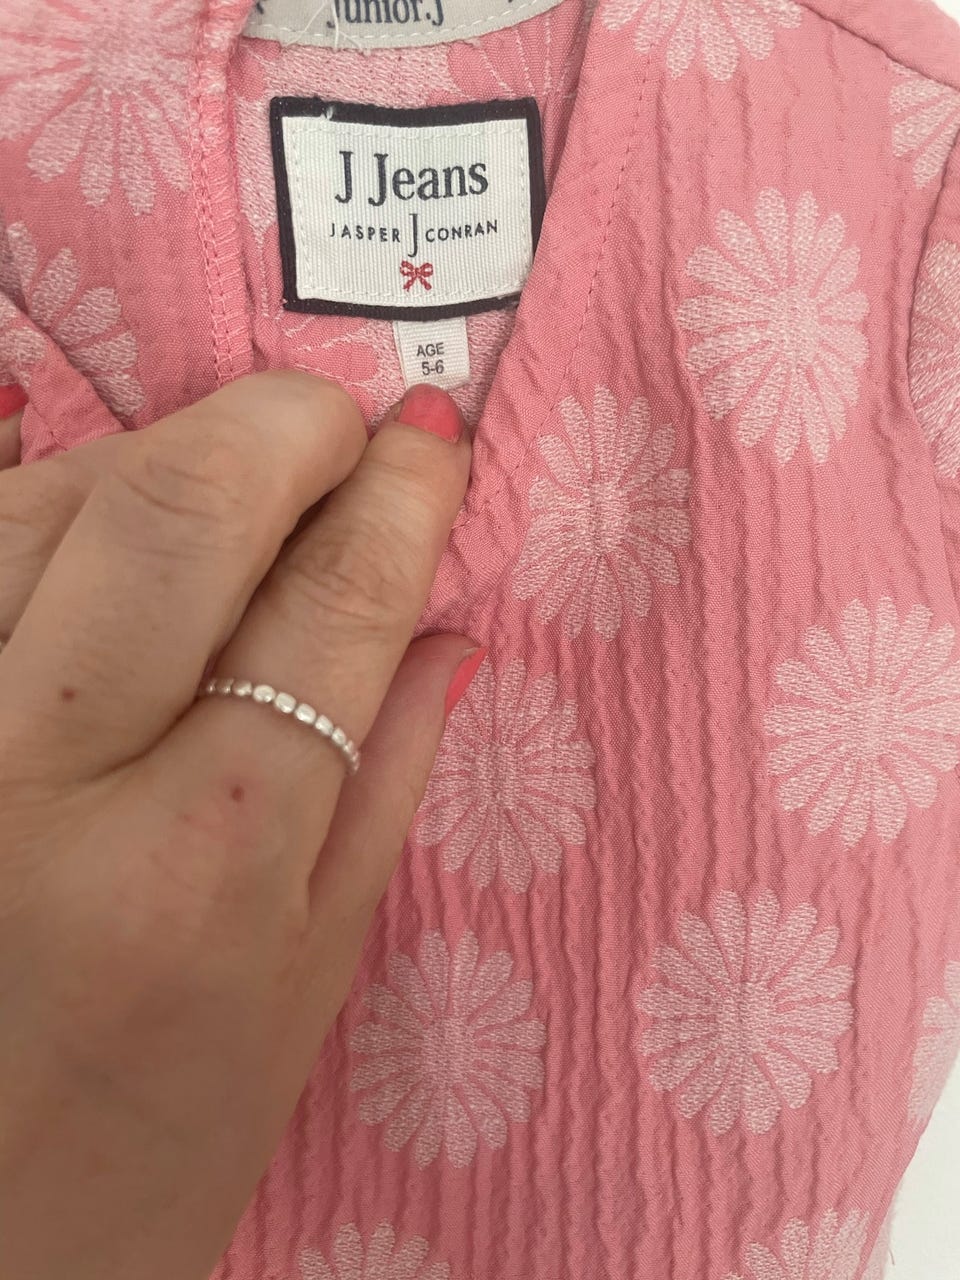 Junior.J
J Jeans
JASPER J CONRAN
AGE
5-6